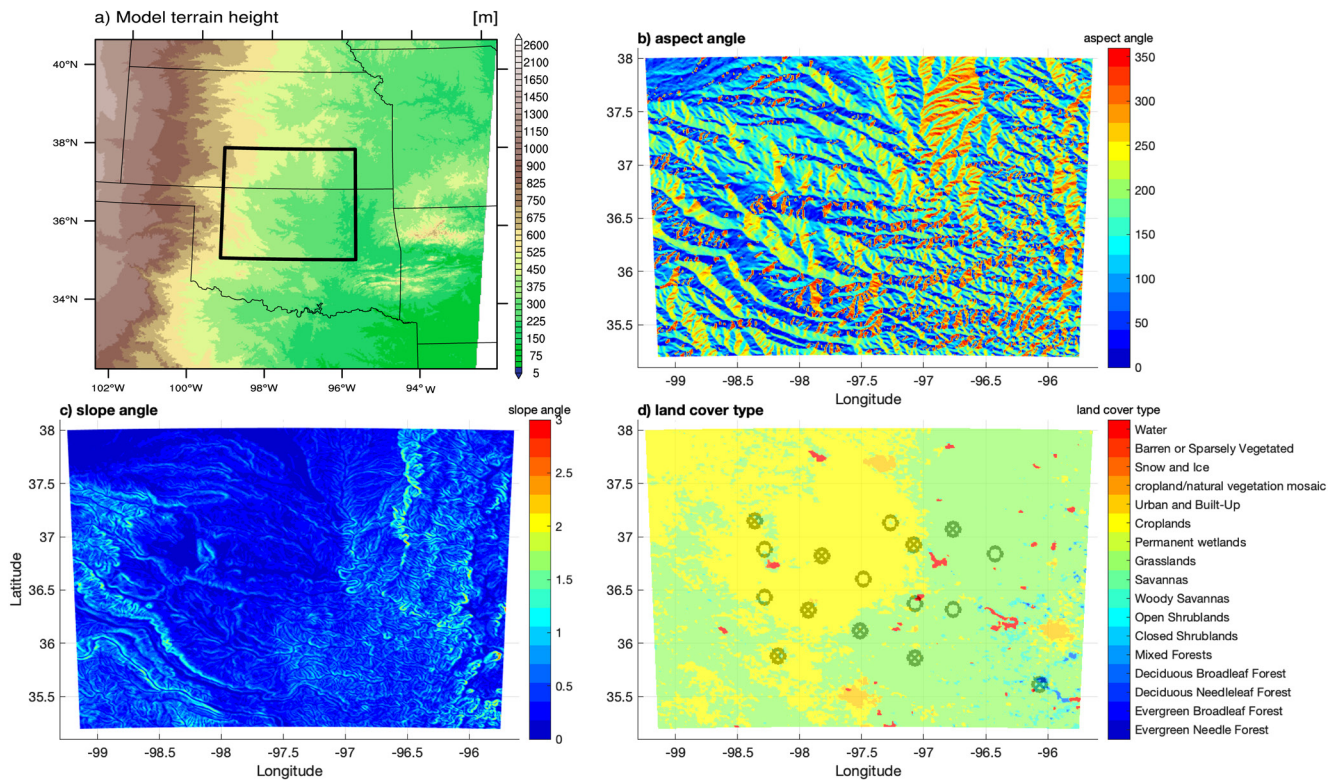 a) Model terrain height [m]
40°N
38°N
36°N
34°N
102°W 100°W 98°W 96°W 94°W
2600
2100
1650
1450
1300
1150
1000
900
825
750
675
600
525
450
375
300
225
150
75
5
b) aspect angle
aspect angle
38
37.5
37
36.5
36
35.5
-99 -98.5 -98 -97.5 -97 -96.5 -96
Longitude
350
300
250
200
150
100
50
0
c) slope angle
slope angle
Latitude
38
37.5
37
36.5
36
35.5
-99 -98.5 -98 -97.5 -97 -96.5 -96
Longitude
3
2.5
2
1.5
1
0.5
0
d) land cover type
land cover type
38
37.5
37
36.5
36
35.5
-99 -98.5 -98 -97.5 -97 -96.5 -96
Longitude
Water
Barren or Sparsely Vegetated
Snow and Ice
cropland/natural vegetation mosaic
Urban and Built-Up
Croplands
Permanent wetlands
Grasslands
Savannas
Woody Savannas
Open Shrublands
Closed Shrublands
Mixed Forests
Deciduous Broadleaf Forest
Deciduous Needleleaf Forest
Evergreen Broadleaf Forest
Evergreen Needle Forest